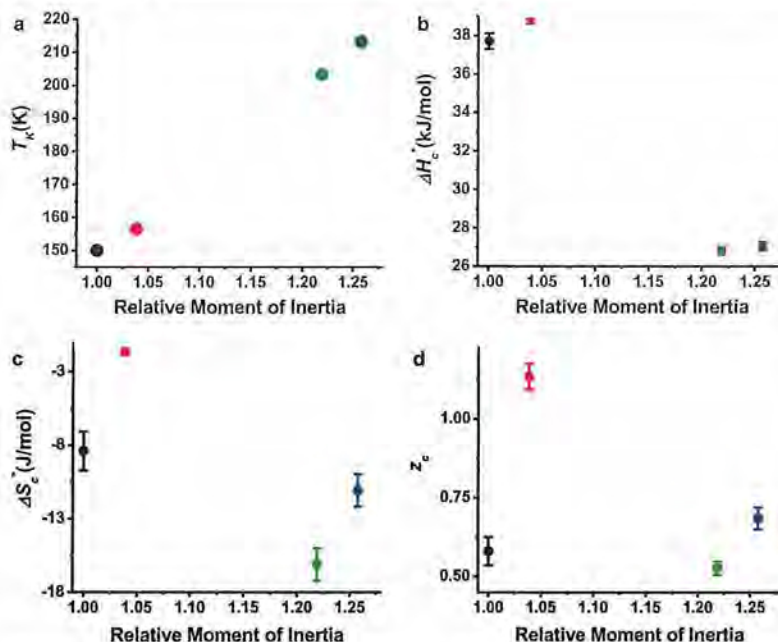 a
220
210
200
190
180
170
160
150
T_K(K)
1.00 1.05 1.10 1.15 1.20 1.25
Relative Moment of Inertia
b
38
36
34
32
30
28
26
ΔH_c^*(kJ/mol)
1.00 1.05 1.10 1.15 1.20 1.25
Relative Moment of Inertia
c
-3
-8
-13
-18
ΔS_c^*(J/mol)
1.00 1.05 1.10 1.15 1.20 1.25
Relative Moment of Inertia
d
1.00
0.75
0.50
z_c
1.00 1.05 1.10 1.15 1.20 1.25
Relative Moment of Inertia